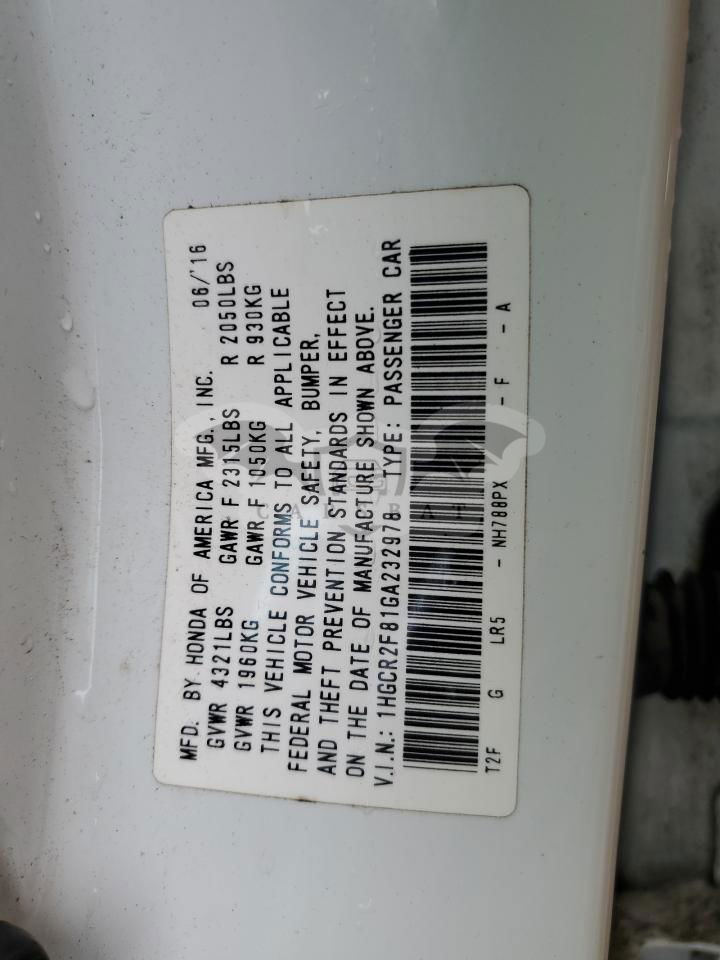 MFD. BY HONDA OF AMERICA MFG., INC. 06/'16
GVWR 4321LBS GAWR F 2315LBS R 2050LBS
GVWR 1960KG GAWR F 1050KG R 930KG
THIS VEHICLE CONFORMS TO ALL APPLICABLE
FEDERAL MOTOR VEHICLE SAFETY, BUMPER,
AND THEFT PREVENTION STANDARDS IN EFFECT
ON THE DATE OF MANUFACTURE SHOWN ABOVE.
V.I.N.: 1HGCR2F81GA232978 TYPE: PASSENGER CAR
T2F G LR5 - NH788PX - F - A